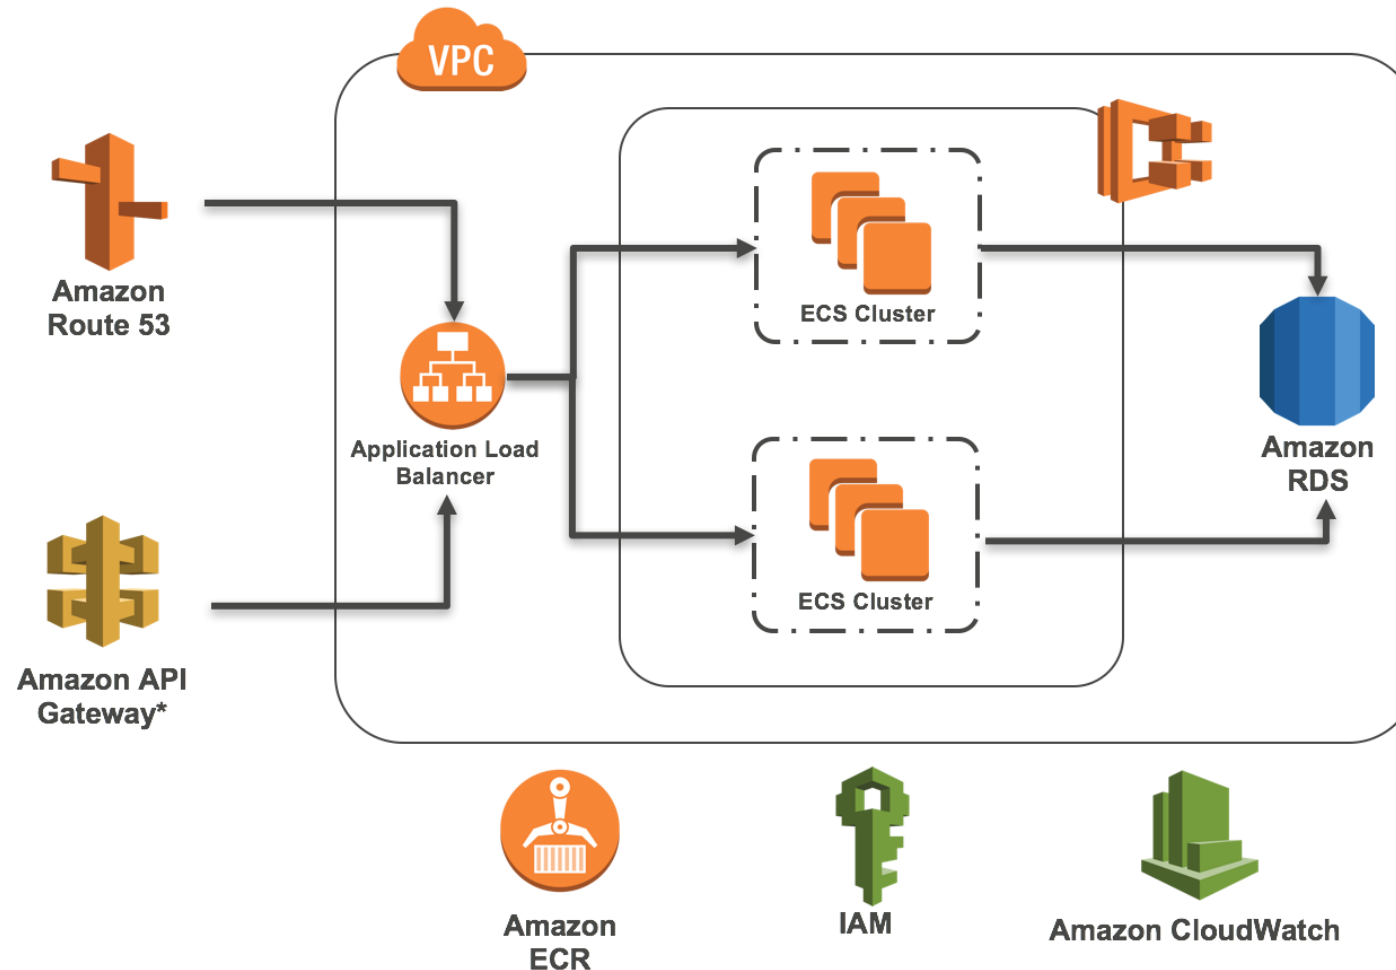 VPC
Amazon
Route 53
ECS Cluster
Application Load
Balancer
Amazon
RDS
ECS Cluster
Amazon API
Gateway*
Amazon
ECR
IAM
Amazon CloudWatch